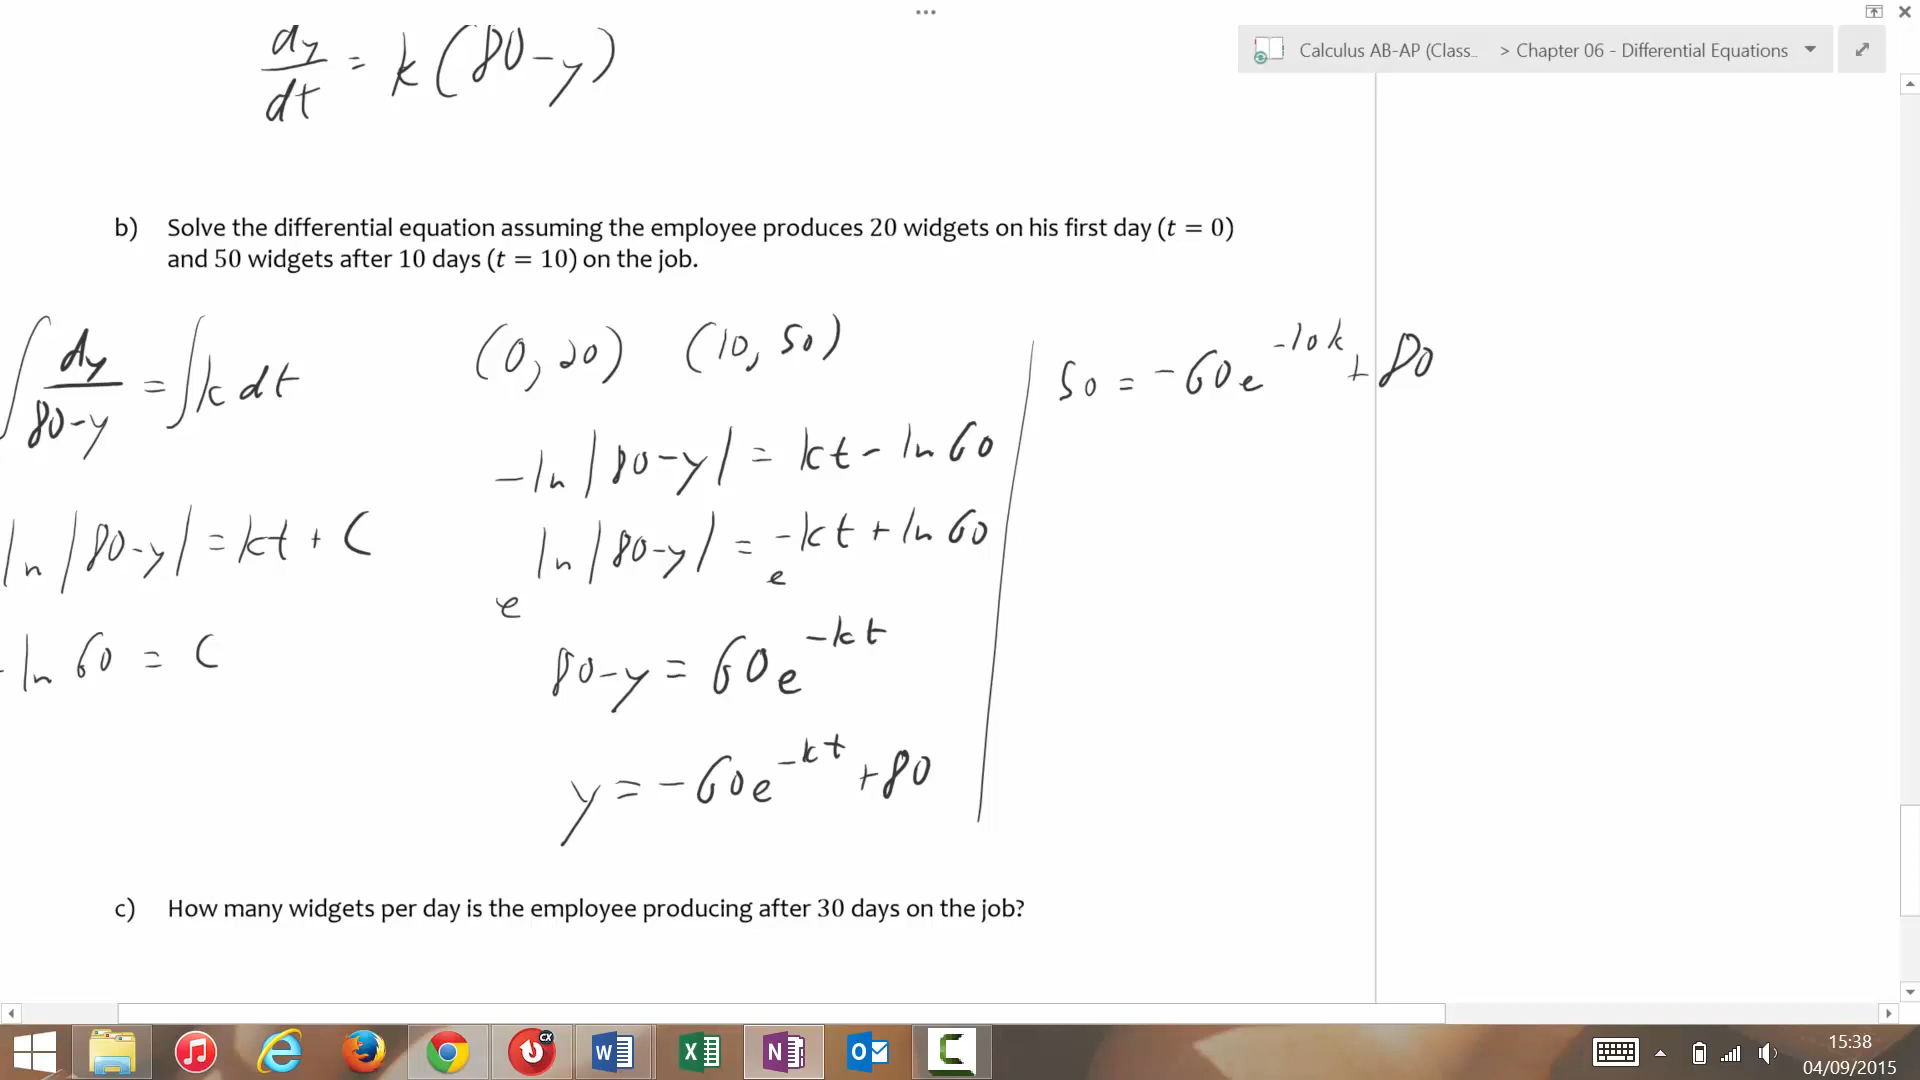 ...
Calculus AB-AP (Class... > Chapter 06 - Differential Equations
dy/dt = k(80-y)
b) Solve the differential equation assuming the employee produces 20 widgets on his first day (t = 0)
and 50 widgets after 10 days (t = 10) on the job.
∫ dy/(80-y) = ∫ k dt
ln|80-y| = kt + C
- ln 60 = C
(0, 20) (10, 50)
-ln|80-y| = kt - ln 60
e^(ln|80-y|) = e^(-kt + ln 60)
80-y = 60e^(-kt)
y = -60e^(-kt) + 80
50 = -60e^(-10k) + 80
c) How many widgets per day is the employee producing after 30 days on the job?
15:38
04/09/2015